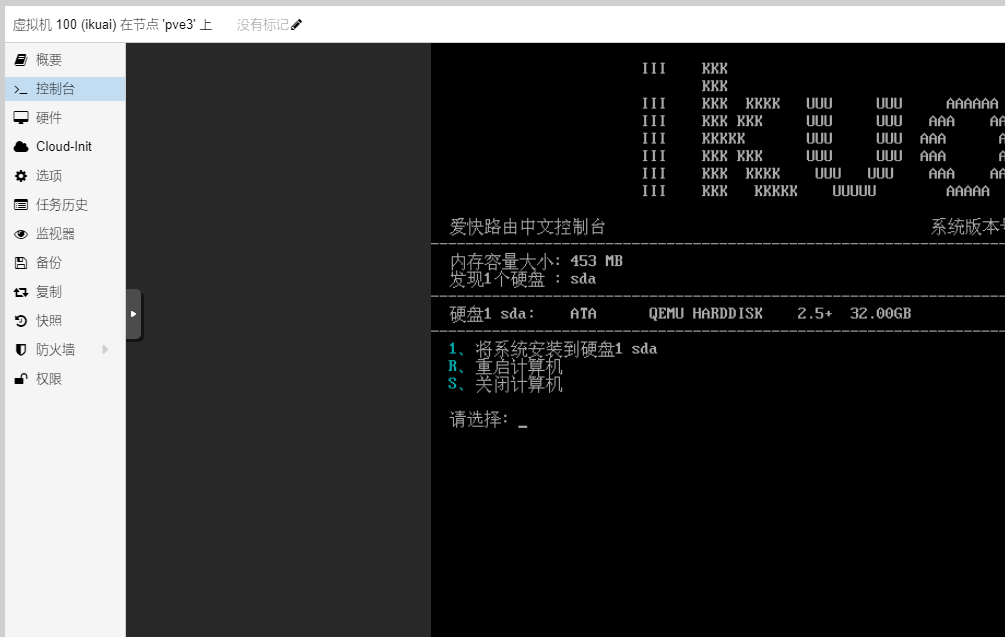 虚拟机 100 (ikuai) 在节点 'pve3' 上 没有标记
概要
控制台
硬件
Cloud-Init
选项
任务历史
监视器
备份
复制
快照
防火墙
权限
III KKK
KKK
III KKK KKKK UUU UUU AAAAAA
III KKK KKK UUU UUU AAA AA
III KKKKK UUU UUU AAA A
III KKK KKK UUU UUU AAA A
III KKK KKKK UUU UUU AAA AA
III KKK KKKKK UUUUU AAAAA
爱快路由中文控制台 系统版本号
内存容量大小: 453 MB
发现1个硬盘 : sda
硬盘1 sda: ATA QEMU HARDDISK 2.5+ 32.00GB
1、将系统安装到硬盘1 sda
R、重启计算机
S、关闭计算机
请选择: _